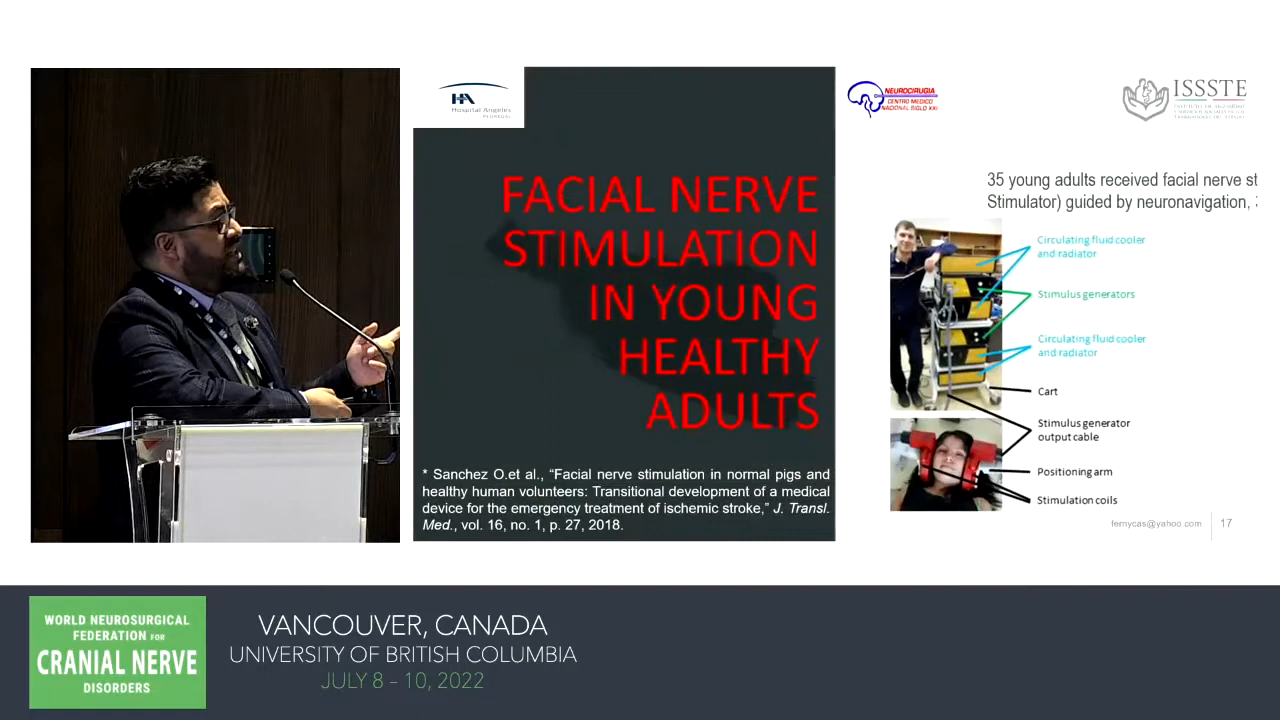 HA
Hospital Angeles
PEDREGAL
FACIAL NERVE
STIMULATION
IN YOUNG
HEALTHY
ADULTS
* Sanchez O.et al., “Facial nerve stimulation in normal pigs and
healthy human volunteers: Transitional development of a medical
device for the emergency treatment of ischemic stroke,” J. Transl.
Med., vol. 16, no. 1, p. 27, 2018.
NEUROCIRUGIA
CENTRO MEDICO
NACIONAL SIGLO XXI
ISSSTE
35 young adults received facial nerve st
Stimulator) guided by neuronavigation,
Circulating fluid cooler
and radiator
Stimulus generators
Circulating fluid cooler
and radiator
Cart
Stimulus generator
output cable
Positioning arm
Stimulation coils
fernycas@yahoo.com
17
WORLD NEUROSURGICAL
FEDERATION FOR
CRANIAL NERVE
DISORDERS
VANCOUVER, CANADA
UNIVERSITY OF BRITISH COLUMBIA
JULY 8 – 10, 2022